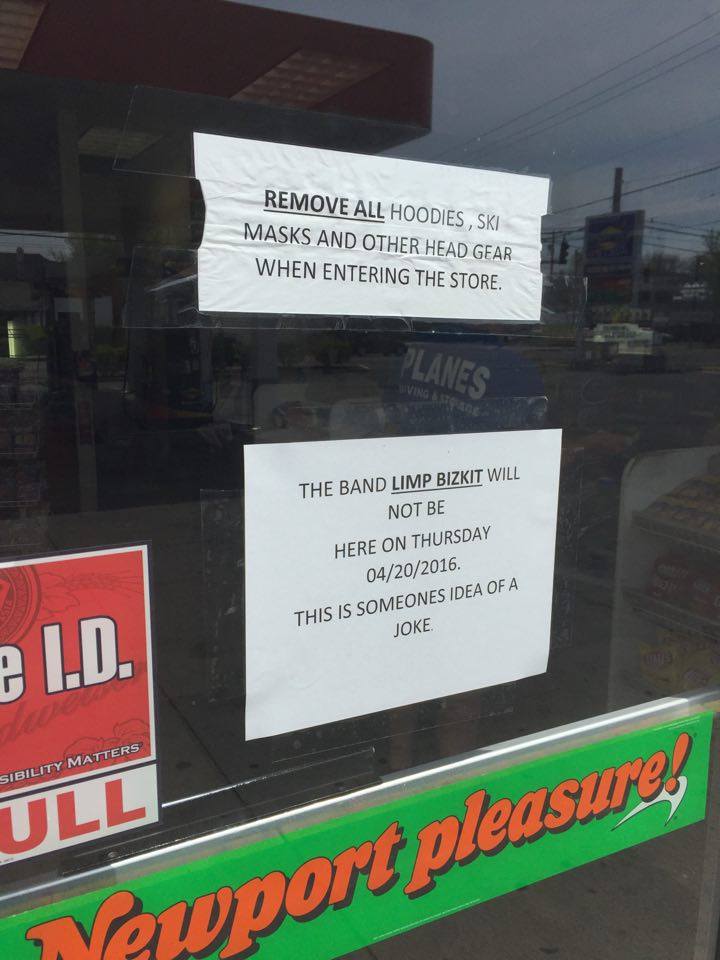 REMOVE ALL HOODIES , SKI
MASKS AND OTHER HEAD GEAR
WHEN ENTERING THE STORE.
PLANES
THE BAND LIMP BIZKIT WILL
NOT BE
HERE ON THURSDAY
04/20/2016.
THIS IS SOMEONES IDEA OF A
JOKE.
e I.D.
SIBILITY MATTERS
ULL
Newport pleasure!